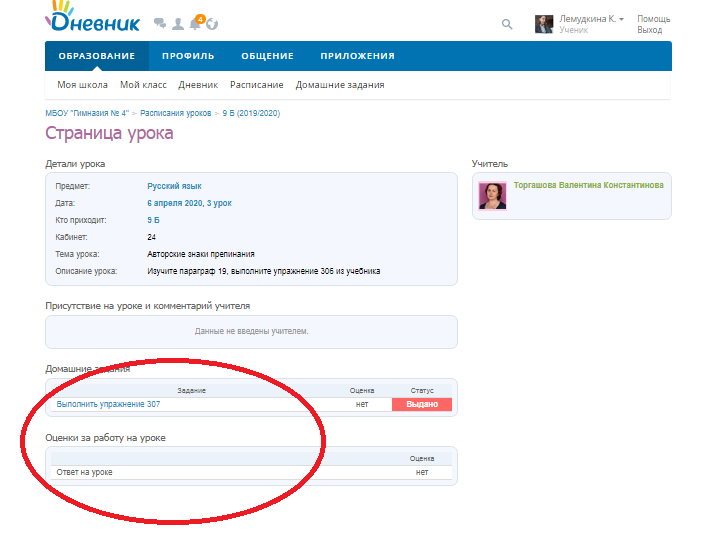 Дневник
4
Лемудкина К.
Ученик
Помощь
Выход
ОБРАЗОВАНИЕ ПРОФИЛЬ ОБЩЕНИЕ ПРИЛОЖЕНИЯ
Моя школа Мой класс Дневник Расписание Домашние задания
МБОУ "Гимназия № 4" > Расписания уроков > 9 Б (2019/2020)
Страница урока
Детали урока
Предмет: Русский язык
Дата: 6 апреля 2020, 3 урок
Кто приходит: 9 Б
Кабинет: 24
Тема урока: Авторские знаки препинания
Описание урока: Изучите параграф 19, выполните упражнение 306 из учебника
Учитель
Торгашова Валентина Константинова
Присутствие на уроке и комментарий учителя
Данные не введены учителем.
Домашние задания
Задание Оценка Статус
Выполнить упражнение 307 нет Выдано
Оценки за работу на уроке
Оценка
Ответ на уроке нет